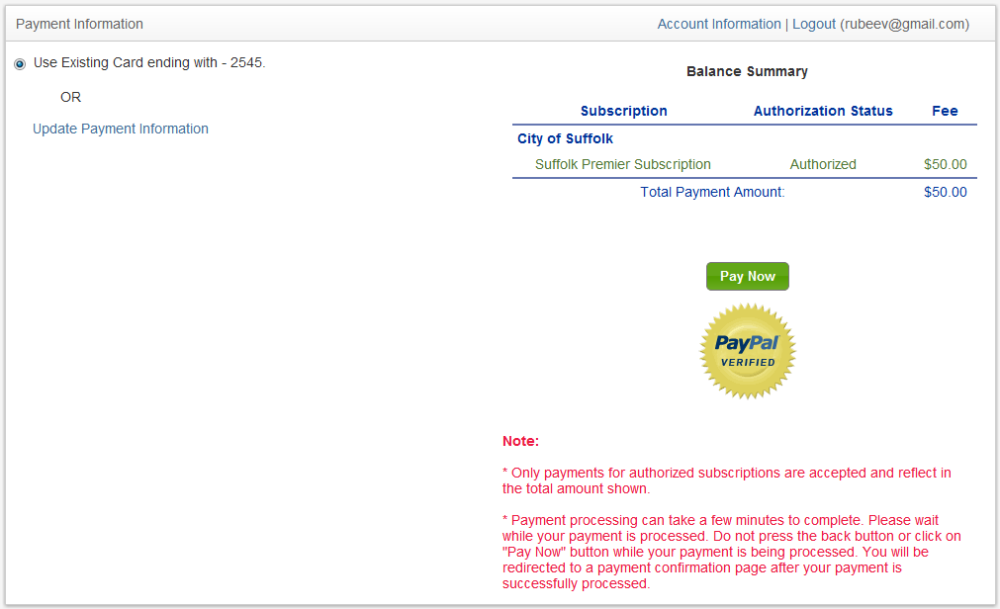 Payment Information
Account Information | Logout (rubeev@gmail.com)
Use Existing Card ending with - 2545.
OR
Update Payment Information
Balance Summary
Subscription Authorization Status Fee
City of Suffolk
Suffolk Premier Subscription Authorized $50.00
Total Payment Amount: $50.00
Pay Now
PayPal
VERIFIED
Note:
* Only payments for authorized subscriptions are accepted and reflect in
the total amount shown.
* Payment processing can take a few minutes to complete. Please wait
while your payment is processed. Do not press the back button or click on
"Pay Now" button while your payment is being processed. You will be
redirected to a payment confirmation page after your payment is
successfully processed.